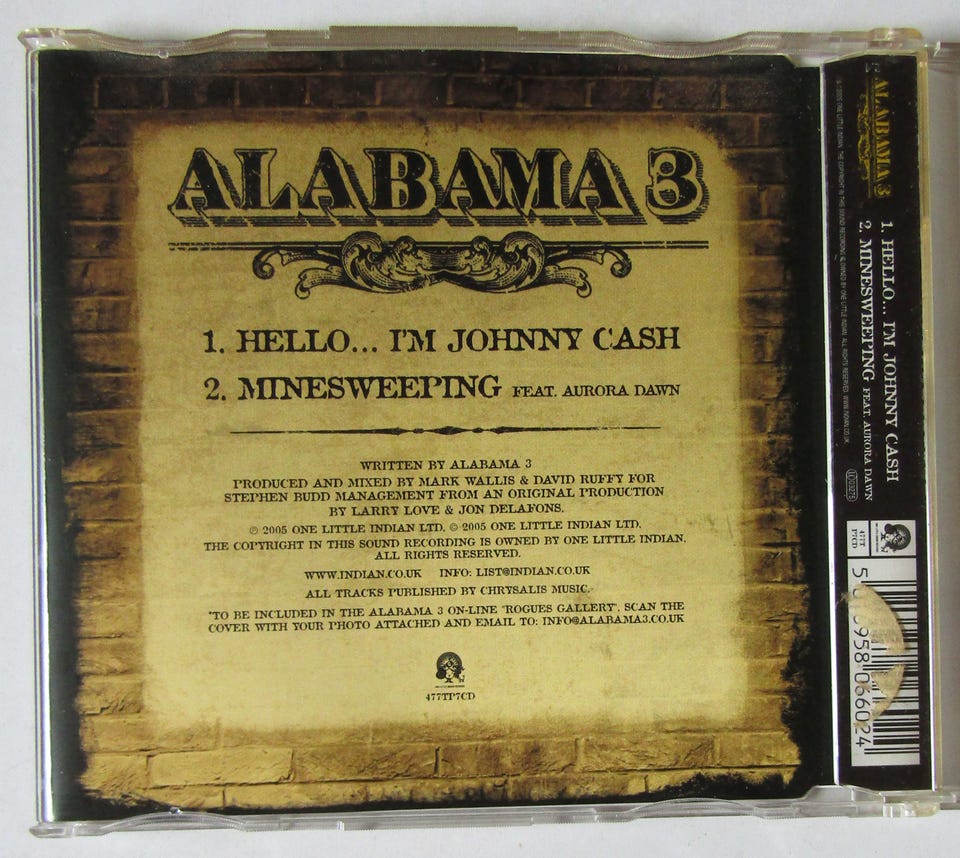 ALABAMA 3
1. HELLO... I'M JOHNNY CASH
2. MINESWEEPING FEAT. AURORA DAWN
WRITTEN BY ALABAMA 3
PRODUCED AND MIXED BY MARK WALLIS & DAVID RUFFY FOR
STEPHEN BUDD MANAGEMENT FROM AN ORIGINAL PRODUCTION
BY LARRY LOVE & JON DELAFONS.
℗ 2005 ONE LITTLE INDIAN LTD. © 2005 ONE LITTLE INDIAN LTD.
THE COPYRIGHT IN THIS SOUND RECORDING IS OWNED BY ONE LITTLE INDIAN.
ALL RIGHTS RESERVED.
WWW.INDIAN.CO.UK INFO: LIST@INDIAN.CO.UK
ALL TRACKS PUBLISHED BY CHRYSALIS MUSIC.
*TO BE INCLUDED IN THE ALABAMA 3 ON-LINE 'ROGUES GALLERY', SCAN THE
COVER WITH YOUR PHOTO ATTACHED AND EMAIL TO: INFO@ALABAMA3.CO.UK
477TP7CD
ALABAMA 3
1. HELLO... I'M JOHNNY CASH
2. MINESWEEPING FEAT. AURORA DAWN
477T
P7CD
958 066024